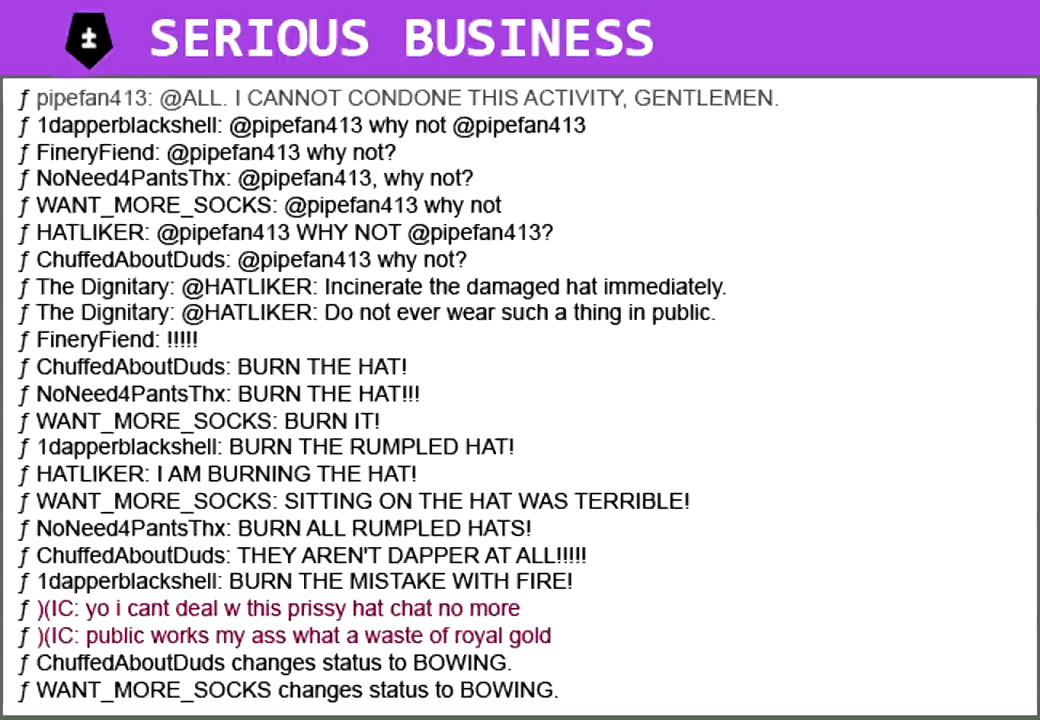 SERIOUS BUSINESS
ƒ pipefan413: @ALL. I CANNOT CONDONE THIS ACTIVITY, GENTLEMEN.
ƒ 1dapperblackshell: @pipefan413 why not @pipefan413
ƒ FineryFiend: @pipefan413 why not?
ƒ NoNeed4PantsThx: @pipefan413, why not?
ƒ WANT_MORE_SOCKS: @pipefan413 why not
ƒ HATLIKER: @pipefan413 WHY NOT @pipefan413?
ƒ ChuffedAboutDuds: @pipefan413 why not?
ƒ The Dignitary: @HATLIKER: Incinerate the damaged hat immediately.
ƒ The Dignitary: @HATLIKER: Do not ever wear such a thing in public.
ƒ FineryFiend: !!!!!
ƒ ChuffedAboutDuds: BURN THE HAT!
ƒ NoNeed4PantsThx: BURN THE HAT!!!
ƒ WANT_MORE_SOCKS: BURN IT!
ƒ 1dapperblackshell: BURN THE RUMPLED HAT!
ƒ HATLIKER: I AM BURNING THE HAT!
ƒ WANT_MORE_SOCKS: SITTING ON THE HAT WAS TERRIBLE!
ƒ NoNeed4PantsThx: BURN ALL RUMPLED HATS!
ƒ ChuffedAboutDuds: THEY AREN'T DAPPER AT ALL!!!!!
ƒ 1dapperblackshell: BURN THE MISTAKE WITH FIRE!
ƒ )(IC: yo i cant deal w this prissy hat chat no more
ƒ )(IC: public works my ass what a waste of royal gold
ƒ ChuffedAboutDuds changes status to BOWING.
ƒ WANT_MORE_SOCKS changes status to BOWING.